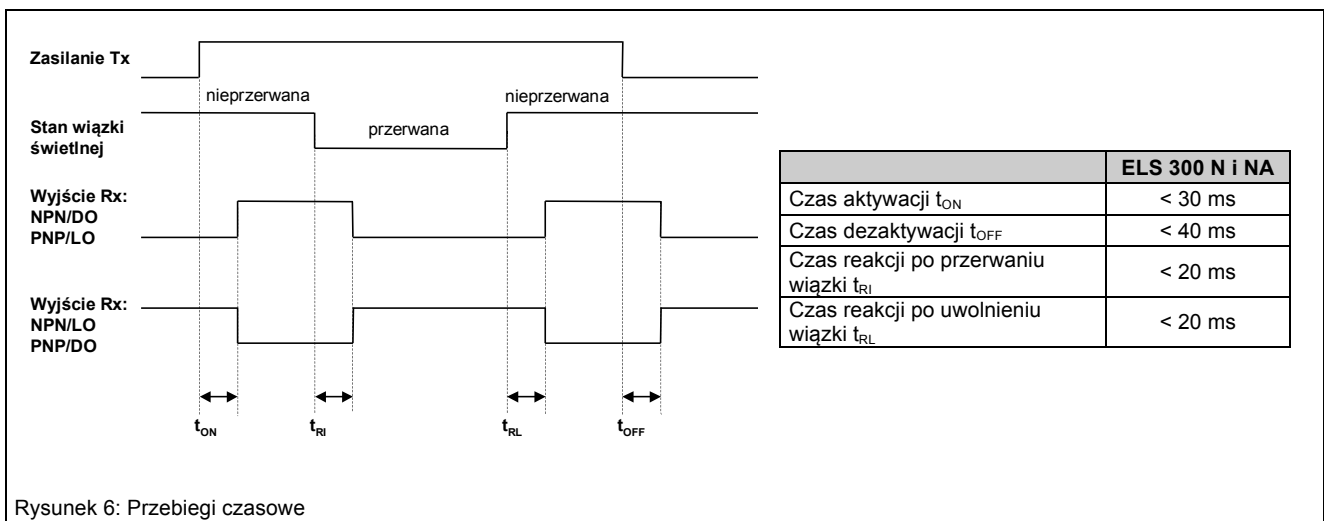 Zasilanie Tx
nieprzerwana
nieprzerwana
Stan wiązki
świetlnej
przerwana
Wyjście Rx:
NPN/DO
PNP/LO
Wyjście Rx:
NPN/LO
PNP/DO
tON
tRI
tRL
tOFF
ELS 300 N i NA
Czas aktywacji tON
< 30 ms
Czas dezaktywacji tOFF
< 40 ms
Czas reakcji po przerwaniu
wiązki tRI
< 20 ms
Czas reakcji po uwolnieniu
wiązki tRL
< 20 ms
Rysunek 6: Przebiegi czasowe